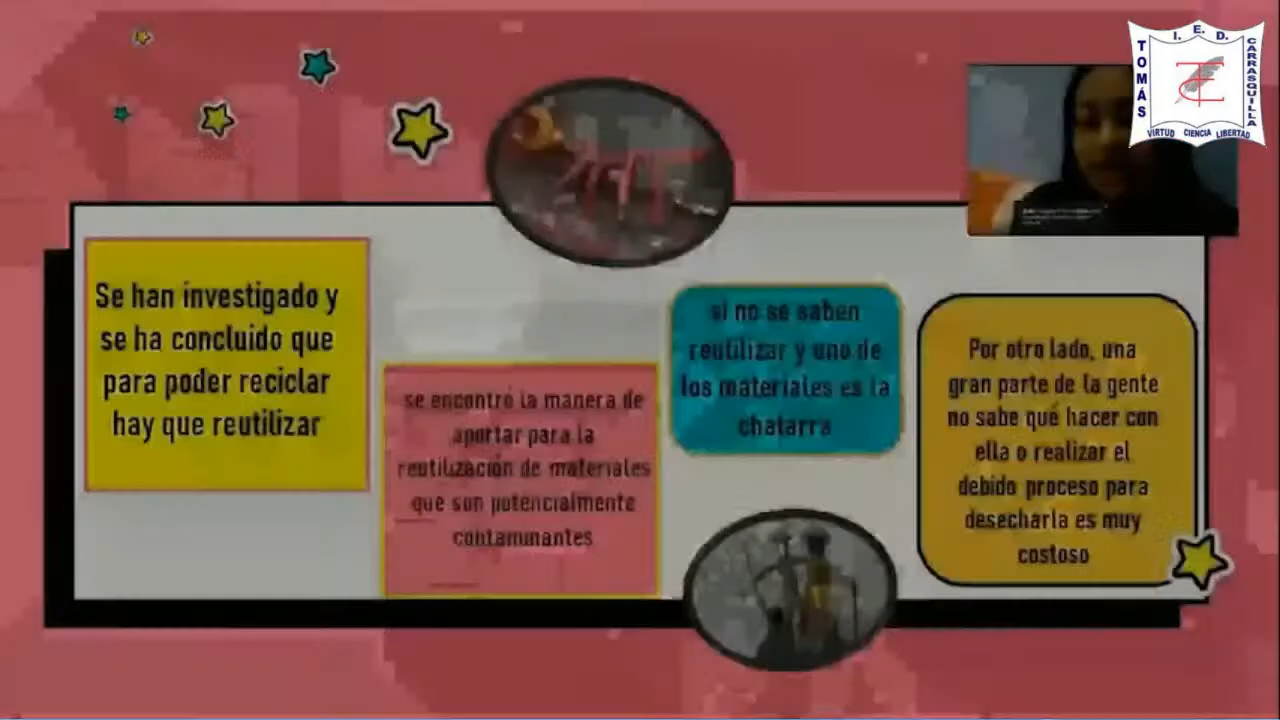 Se han investigado y
se ha concluido que
para poder reciclar
hay que reutilizar
se encontró la manera de
aportar para la
reutilización de materiales
que son potencialmente
contaminantes
si no se saben
reutilizar y uno de
los materiales es la
chatarra
Por otro lado, una
gran parte de la gente
no sabe qué hacer con
ella o realizar el
debido proceso para
desecharla es muy
costoso
I. E. D.
TOMÁS
CARRASQUILLA
VIRTUD CIENCIA LIBERTAD